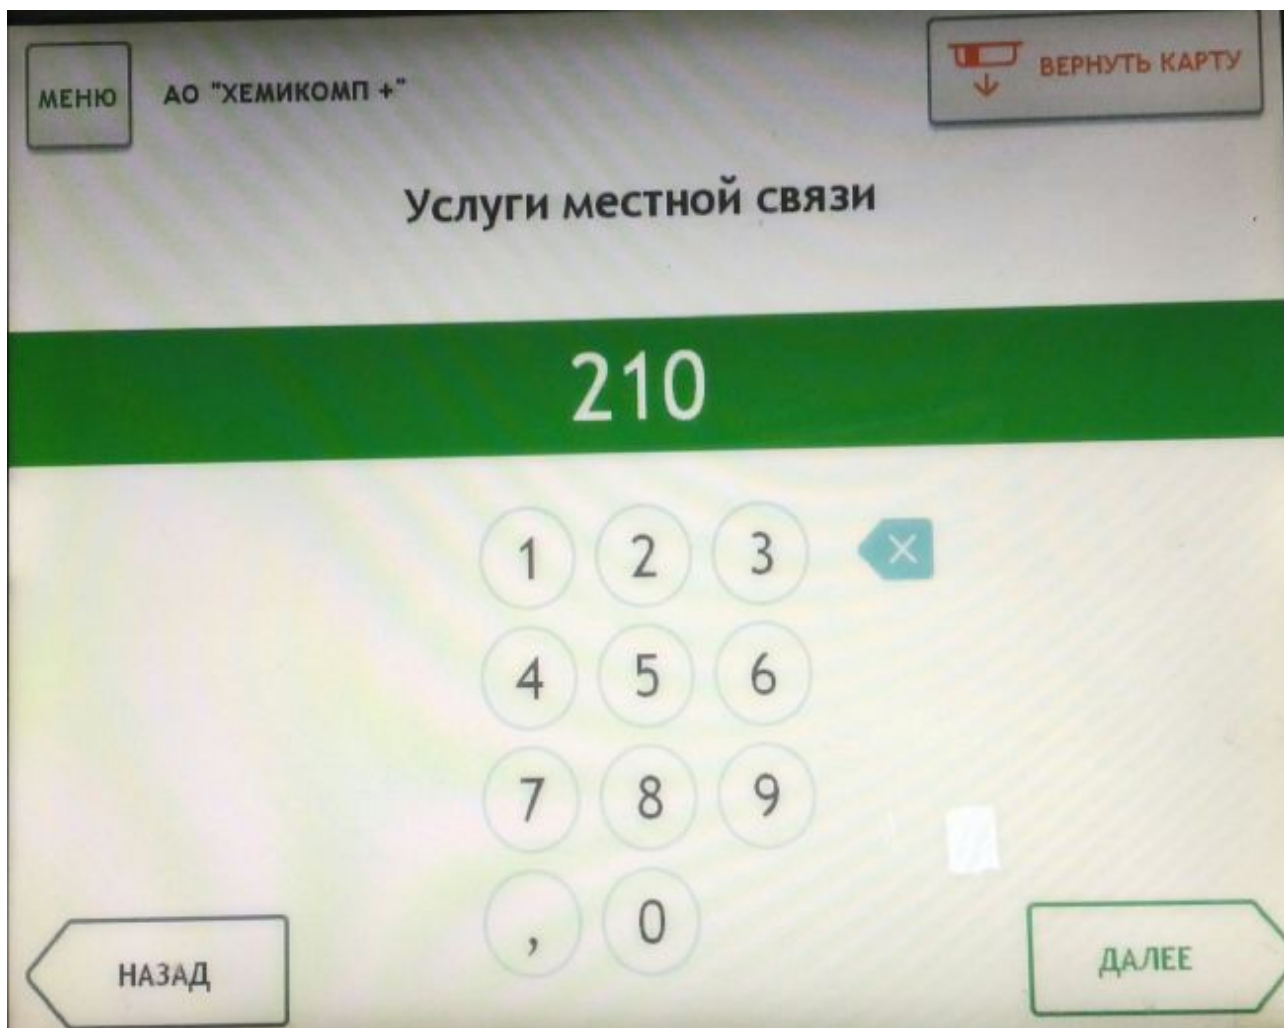 МЕНЮ
АО "ХЕМИКОМП +"
ВЕРНУТЬ КАРТУ
Услуги местной связи
210
1 2 3
4 5 6
7 8 9
, 0
НАЗАД
ДАЛЕЕ